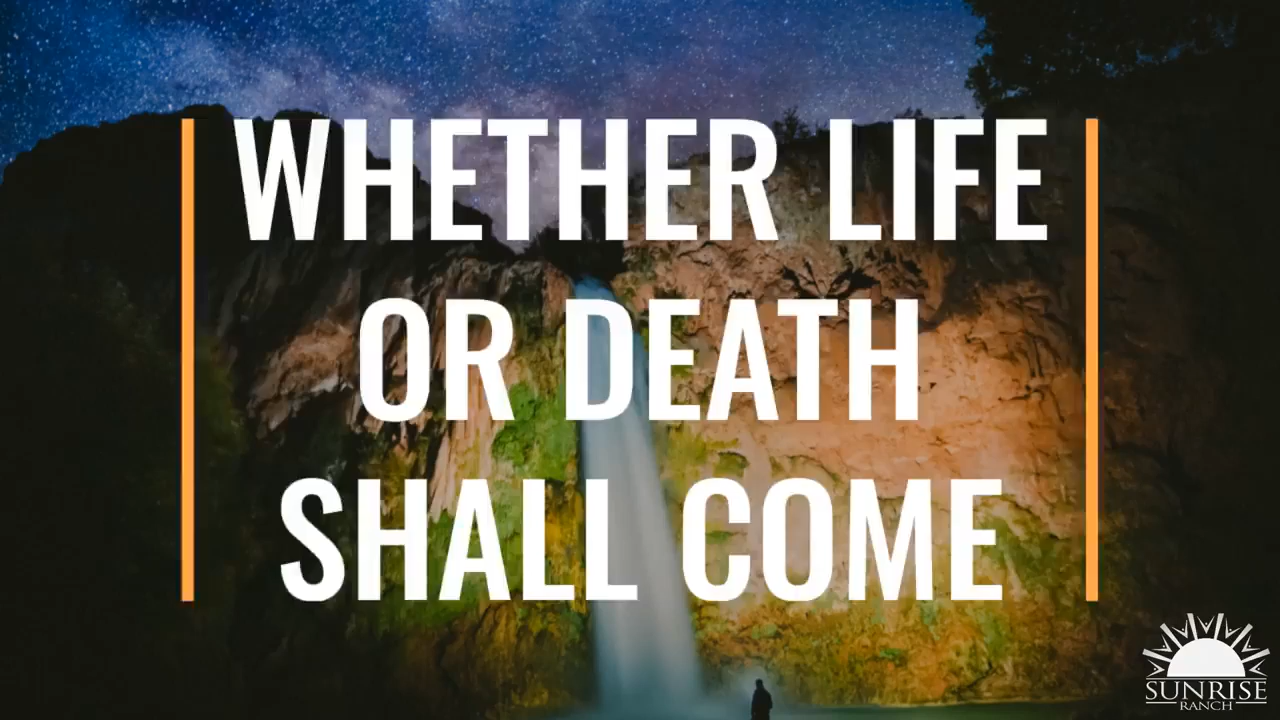 WHETHER LIFE
OR DEATH
SHALL COME
SUNRISE
RANCH